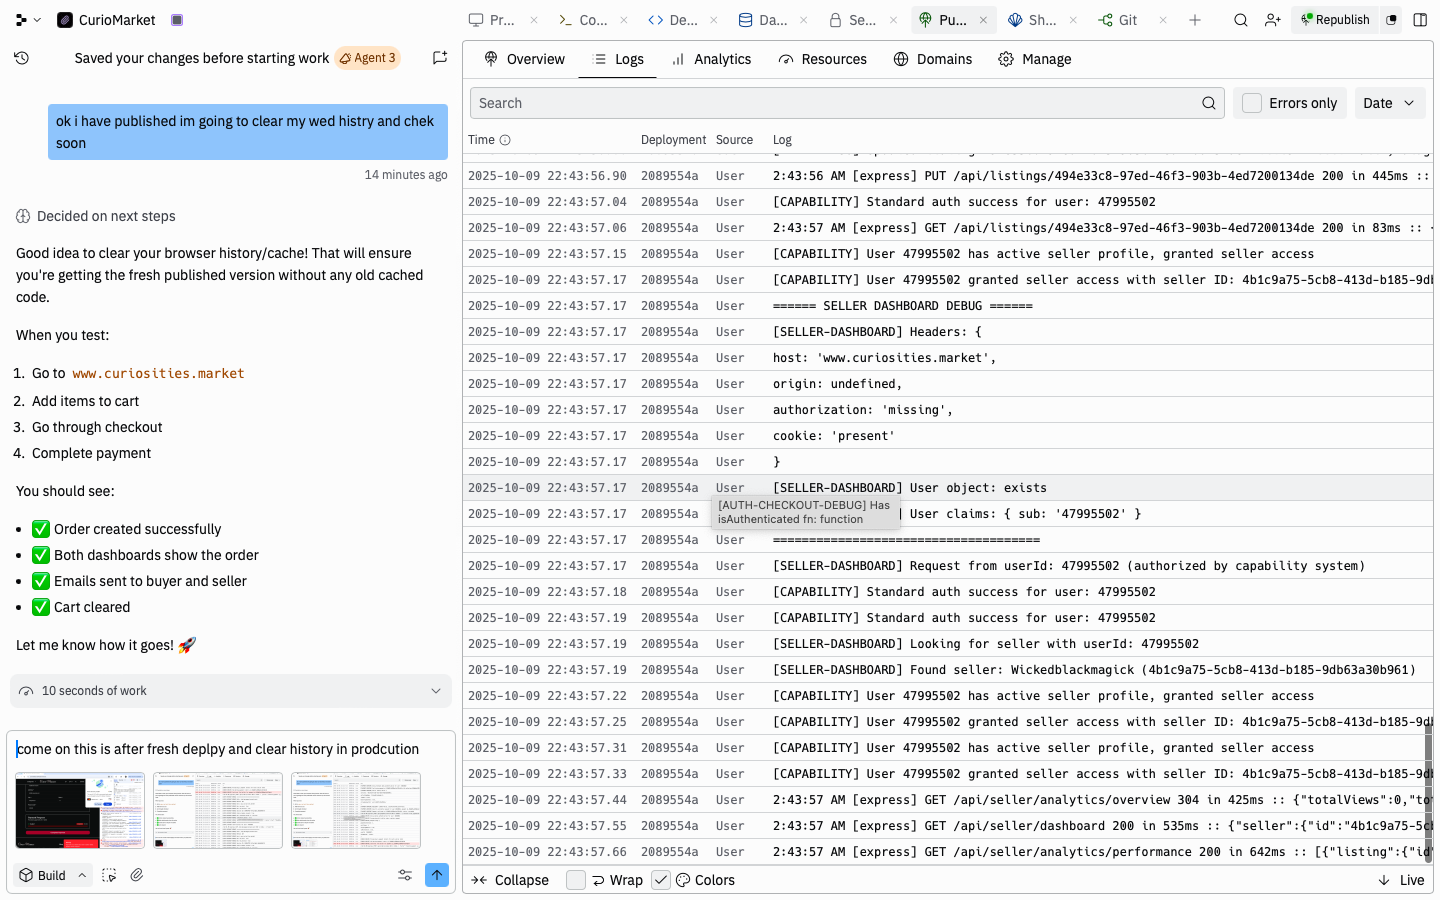 CurioMarket
Pr...
Co...
De...
Da...
Se...
Pu...
Sh...
Git
Republish
Saved your changes before starting work
Agent 3
ok i have published im going to clear my wed histry and chek
soon
14 minutes ago
Decided on next steps
Good idea to clear your browser history/cache! That will ensure
you're getting the fresh published version without any old cached
code.
When you test:
1. Go to www.curiosities.market
2. Add items to cart
3. Go through checkout
4. Complete payment
You should see:
• ✅ Order created successfully
• ✅ Both dashboards show the order
• ✅ Emails sent to buyer and seller
• ✅ Cart cleared
Let me know how it goes! 🚀
10 seconds of work
come on this is after fresh deplpy and clear history in prodcution
Build
Overview
Logs
Analytics
Resources
Domains
Manage
Search
Errors only
Date
Time Deployment Source Log
2025-10-09 22:43:56.90 2089554a User 2:43:56 AM [express] PUT /api/listings/494e33c8-97ed-46f3-903b-4ed7200134de 200 in 445ms ::
2025-10-09 22:43:57.04 2089554a User [CAPABILITY] Standard auth success for user: 47995502
2025-10-09 22:43:57.06 2089554a User 2:43:57 AM [express] GET /api/listings/494e33c8-97ed-46f3-903b-4ed7200134de 200 in 83ms ::
2025-10-09 22:43:57.15 2089554a User [CAPABILITY] User 47995502 has active seller profile, granted seller access
2025-10-09 22:43:57.17 2089554a User [CAPABILITY] User 47995502 granted seller access with seller ID: 4b1c9a75-5cb8-413d-b185-9db
2025-10-09 22:43:57.17 2089554a User ====== SELLER DASHBOARD DEBUG ======
2025-10-09 22:43:57.17 2089554a User [SELLER-DASHBOARD] Headers: {
2025-10-09 22:43:57.17 2089554a User host: 'www.curiosities.market',
2025-10-09 22:43:57.17 2089554a User origin: undefined,
2025-10-09 22:43:57.17 2089554a User authorization: 'missing',
2025-10-09 22:43:57.17 2089554a User cookie: 'present'
2025-10-09 22:43:57.17 2089554a User }
2025-10-09 22:43:57.17 2089554a User [SELLER-DASHBOARD] User object: exists
[AUTH-CHECKOUT-DEBUG] Has
isAuthenticated fn: function
2025-10-09 22:43:57.17 2089554a ] User claims: { sub: '47995502' }
2025-10-09 22:43:57.17 2089554a User =====================================
2025-10-09 22:43:57.17 2089554a User [SELLER-DASHBOARD] Request from userId: 47995502 (authorized by capability system)
2025-10-09 22:43:57.18 2089554a User [CAPABILITY] Standard auth success for user: 47995502
2025-10-09 22:43:57.19 2089554a User [CAPABILITY] Standard auth success for user: 47995502
2025-10-09 22:43:57.19 2089554a User [SELLER-DASHBOARD] Looking for seller with userId: 47995502
2025-10-09 22:43:57.19 2089554a User [SELLER-DASHBOARD] Found seller: Wickedblackmagick (4b1c9a75-5cb8-413d-b185-9db63a30b961)
2025-10-09 22:43:57.22 2089554a User [CAPABILITY] User 47995502 has active seller profile, granted seller access
2025-10-09 22:43:57.25 2089554a User [CAPABILITY] User 47995502 granted seller access with seller ID: 4b1c9a75-5cb8-413d-b185-9db
2025-10-09 22:43:57.31 2089554a User [CAPABILITY] User 47995502 has active seller profile, granted seller access
2025-10-09 22:43:57.33 2089554a User [CAPABILITY] User 47995502 granted seller access with seller ID: 4b1c9a75-5cb8-413d-b185-9db
2025-10-09 22:43:57.44 2089554a User 2:43:57 AM [express] GET /api/seller/analytics/overview 304 in 425ms :: {"totalViews":0,"to
2025-10-09 22:43:57.55 2089554a User 2:43:57 AM [express] GET /api/seller/dashboard 200 in 535ms :: {"seller":{"id":"4b1c9a75-5c
2025-10-09 22:43:57.66 2089554a User 2:43:57 AM [express] GET /api/seller/analytics/performance 200 in 642ms :: [{"listing":{"id"
Collapse
Wrap
Colors
Live